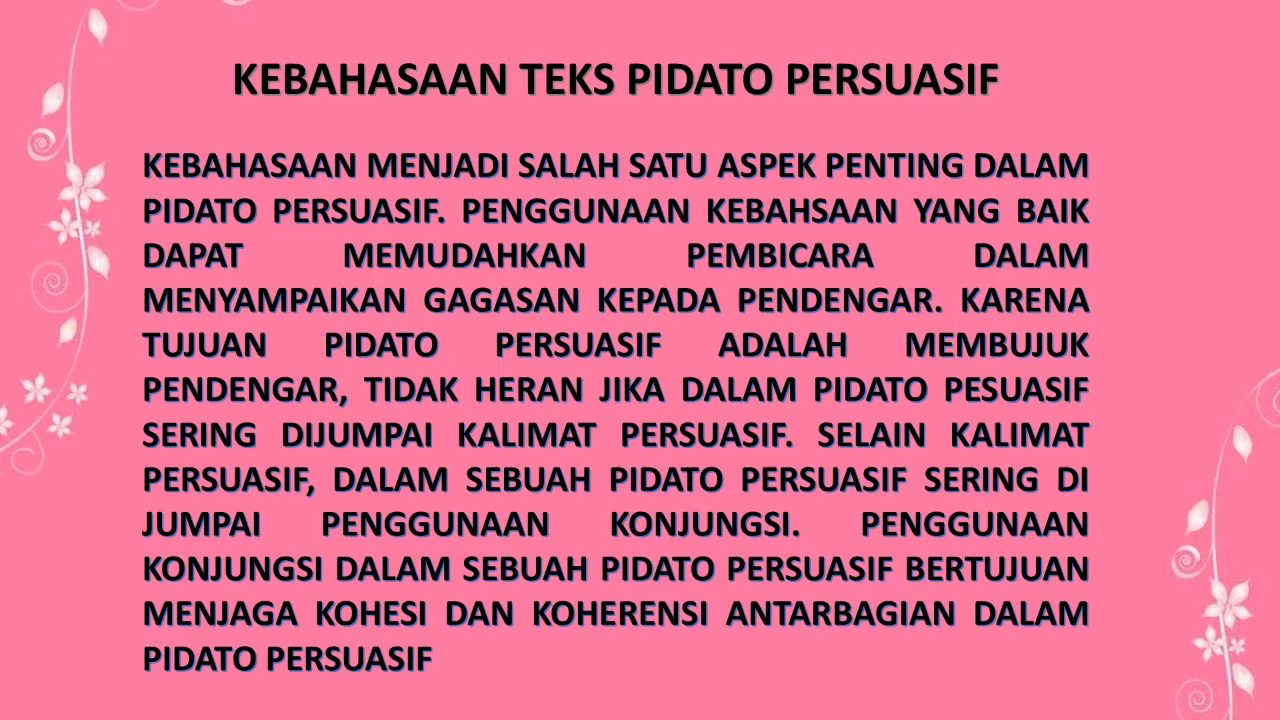 KEBAHASAAN TEKS PIDATO PERSUASIF
KEBAHASAAN MENJADI SALAH SATU ASPEK PENTING DALAM
PIDATO PERSUASIF. PENGGUNAAN KEBAHSAAN YANG BAIK
DAPAT MEMUDAHKAN PEMBICARA DALAM
MENYAMPAIKAN GAGASAN KEPADA PENDENGAR. KARENA
TUJUAN PIDATO PERSUASIF ADALAH MEMBUJUK
PENDENGAR, TIDAK HERAN JIKA DALAM PIDATO PESUASIF
SERING DIJUMPAI KALIMAT PERSUASIF. SELAIN KALIMAT
PERSUASIF, DALAM SEBUAH PIDATO PERSUASIF SERING DI
JUMPAI PENGGUNAAN KONJUNGSI. PENGGUNAAN
KONJUNGSI DALAM SEBUAH PIDATO PERSUASIF BERTUJUAN
MENJAGA KOHESI DAN KOHERENSI ANTARBAGIAN DALAM
PIDATO PERSUASIF